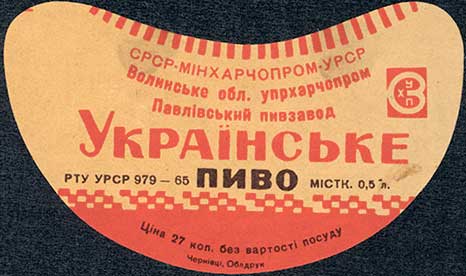 СРСР-МІНХАРЧОПРОМ-УРСР
Волинське обл. упрхарчопром
Павлівський пивзавод
УХП
УКРАЇНСЬКЕ
РТУ УРСР 979 – 65 ПИВО МІСТК. 0,5 л.
Ціна 27 коп. без вартості посуду
Чернівці, Облдрук